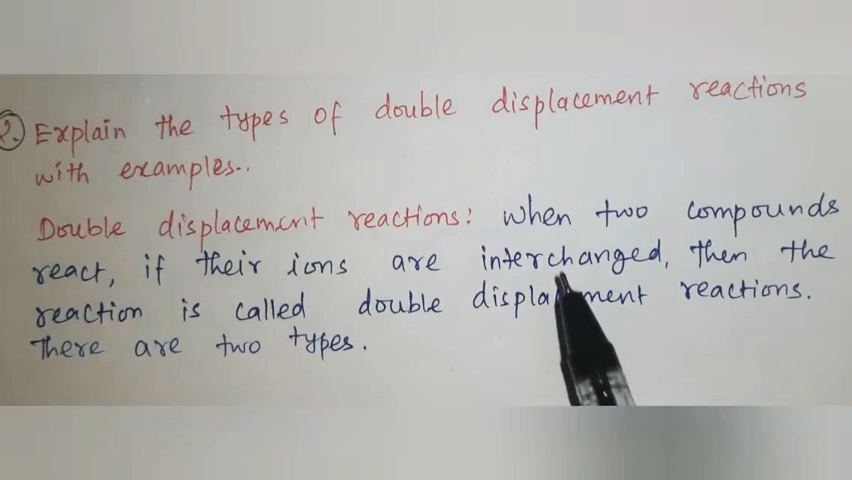 2. Explain the types of double displacement reactions
with examples..
Double displacement reactions: When two compounds
react, if their ions are interchanged, then the
reaction is called double displa ment reactions.
There are two types.